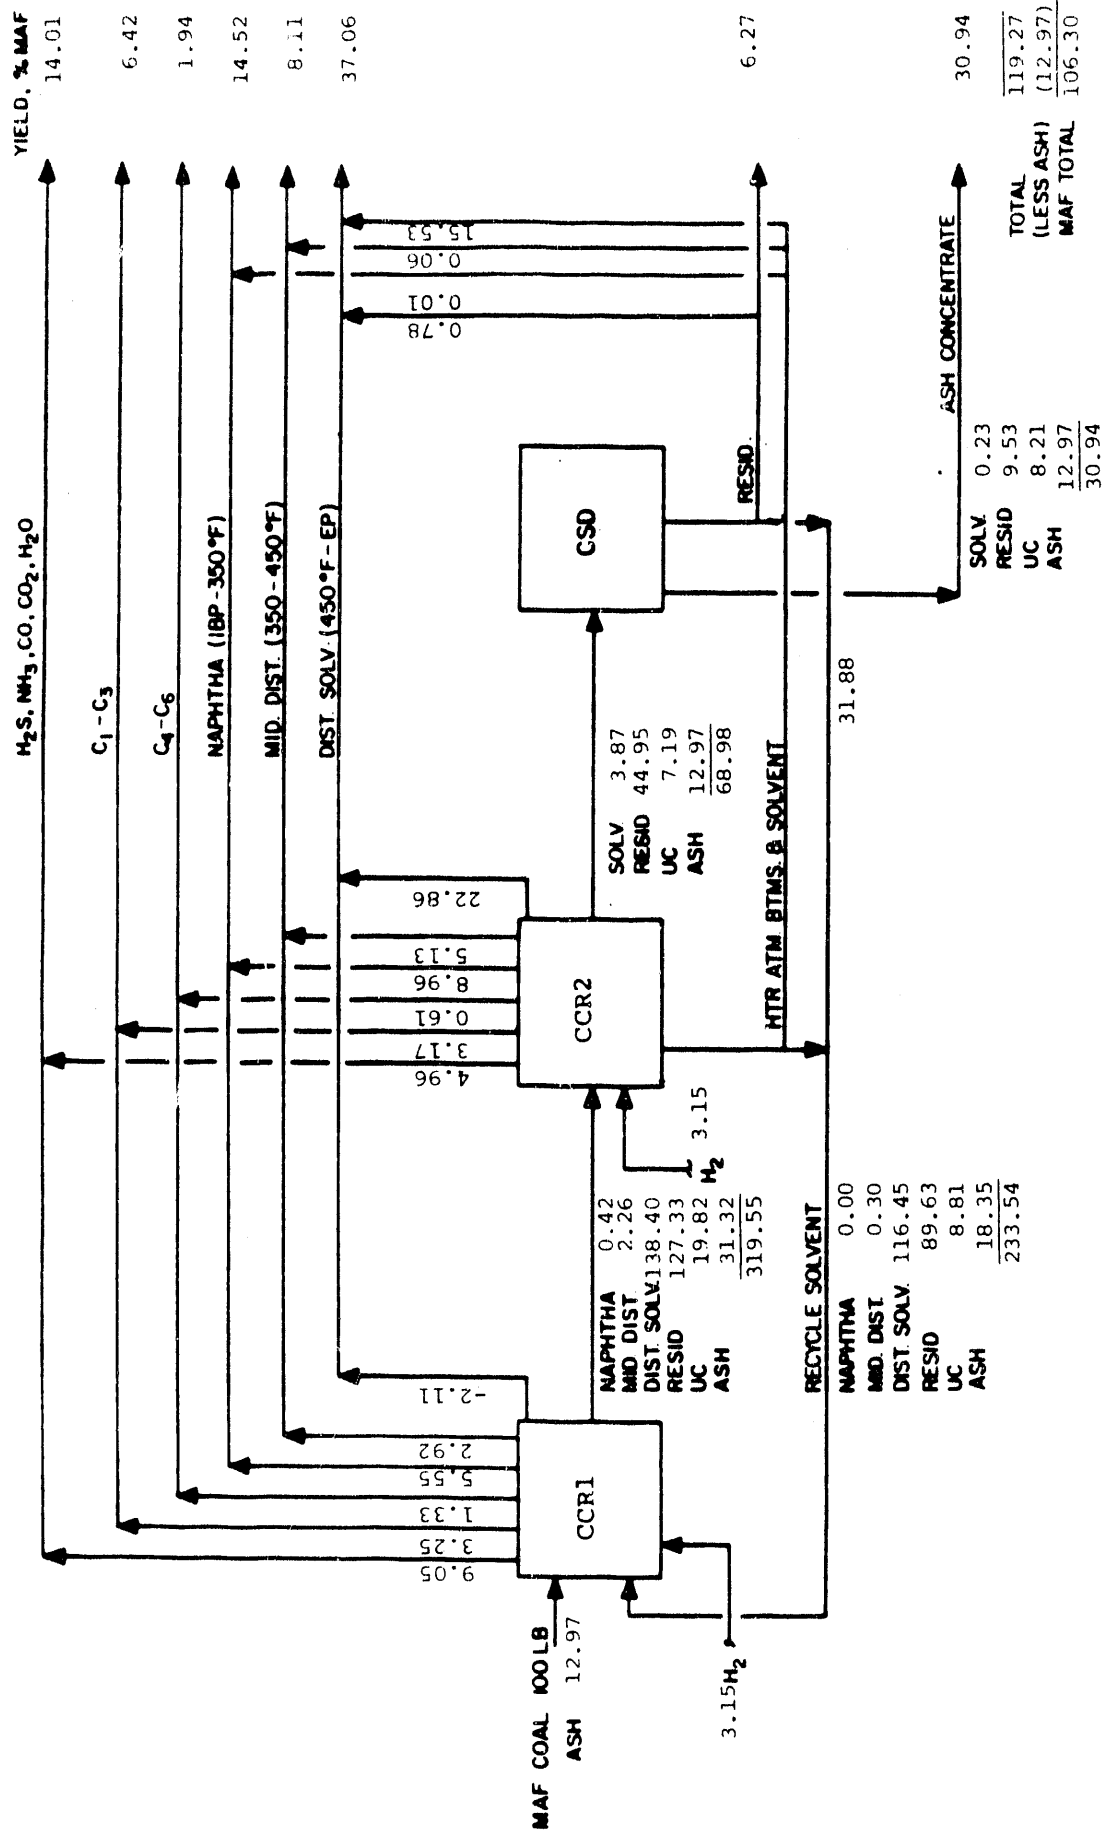 YIELD, % MAF
H₂S, NH₃, CO, CO₂, H₂O 14.01
C₁-C₃ 6.42
C₄-C₆ 1.94
NAPHTHA (IBP-350°F) 14.52
MID. DIST. (350-450°F) 8.11
DIST. SOLV. (450°F-EP) 37.06
9.05
3.25
1.33
5.55
2.92
-2.11
4.96
3.17
0.61
8.96
5.13
22.86
0.78
0.01
0.06
15.53
MAF COAL 100 LB
ASH 12.97
3.15 H₂
CCR1
NAPHTHA 0.42
MID DIST. 2.26
DIST. SOLV. 138.40
RESID 127.33
UC 19.82
ASH 31.32
319.55
H₂ 3.15
CCR2
SOLV. 3.87
RESID 44.95
UC 7.19
ASH 12.97
68.98
CSD
RESID. 6.27
HTR ATM. BTMS. & SOLVENT
31.88
RECYCLE SOLVENT
NAPHTHA 0.00
MID. DIST. 0.30
DIST. SOLV. 116.45
RESID 89.63
UC 8.81
ASH 18.35
233.54
ASH CONCENTRATE 30.94
SOLV. 0.23
RESID 9.53
UC 8.21
ASH 12.97
30.94
TOTAL 119.27
(LESS ASH) (12.97)
MAF TOTAL 106.30